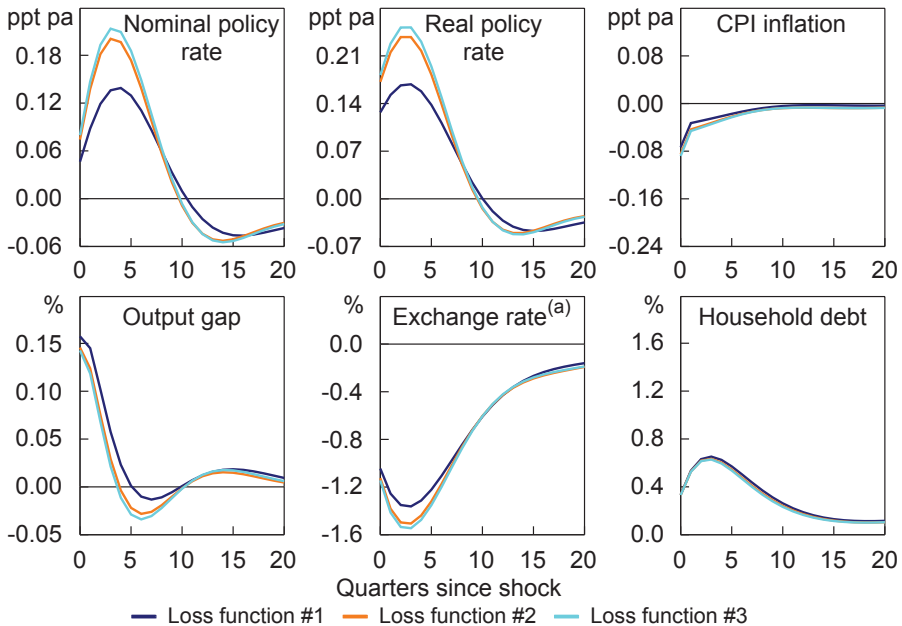 ppt pa Nominal policy rate
0.18
0.12
0.06
0.00
-0.06
0 5 10 15 20
ppt pa Real policy rate
0.21
0.14
0.07
0.00
-0.07
0 5 10 15 20
ppt pa CPI inflation
0.00
-0.08
-0.16
-0.24
0 5 10 15 20
% Output gap
0.15
0.10
0.05
0.00
-0.05
0 5 10 15 20
% Exchange rate(a)
0.0
-0.4
-0.8
-1.2
-1.6
0 5 10 15 20
% Household debt
1.6
1.2
0.8
0.4
0.0
0 5 10 15 20
Quarters since shock
Loss function #1 Loss function #2 Loss function #3